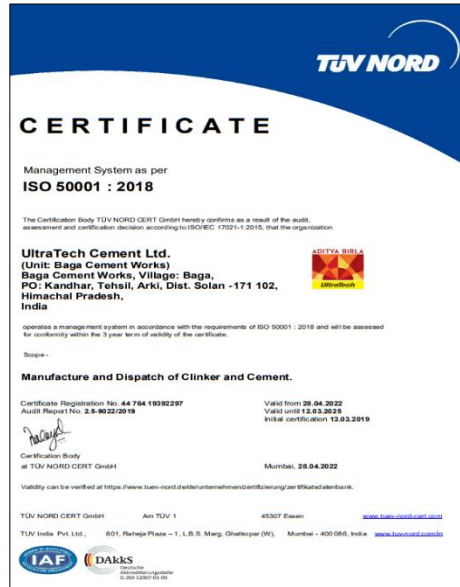 TÜV NORD
CERTIFICATE
Management System as per
ISO 50001 : 2018
The Certification Body TÜV NORD CERT GmbH hereby confirms as a result of the audit,
assessment and certification decision according to ISO/IEC 17021-1:2015, that the organization
UltraTech Cement Ltd.
(Unit: Baga Cement Works)
Baga Cement Works, Village: Baga,
PO: Kandhar, Tehsil, Arki, Dist. Solan -171 102,
Himachal Pradesh,
India
ADITYA BIRLA
UltraTech
operates a management system in accordance with the requirements of ISO 50001 : 2018 and will be assessed
for conformity within the 3 year term of validity of the certificate.
Scope -
Manufacture and Dispatch of Clinker and Cement.
Certificate Registration No. 44 764 19392297
Audit Report No. 2.5-9022/2019
Valid from 28.04.2022
Valid until 12.03.2025
Initial certification 13.03.2019
Certification Body
at TÜV NORD CERT GmbH
Mumbai, 28.04.2022
Validity can be verified at https://www.tuev-nord.de/de/unternehmen/zertifizierung/zertifikatsdatenbank.
TÜV NORD CERT GmbH Am TÜV 1 45307 Essen www.tuev-nord-cert.com
TÜV India Pvt. Ltd., 801, Raheja Plaza – 1, L.B.S. Marg, Ghatkopar (W), Mumbai - 400 086, India www.tuv-nord.com/in
IAF
DAkkS
Deutsche
Akkreditierungsstelle
D-ZM-12007-01-00